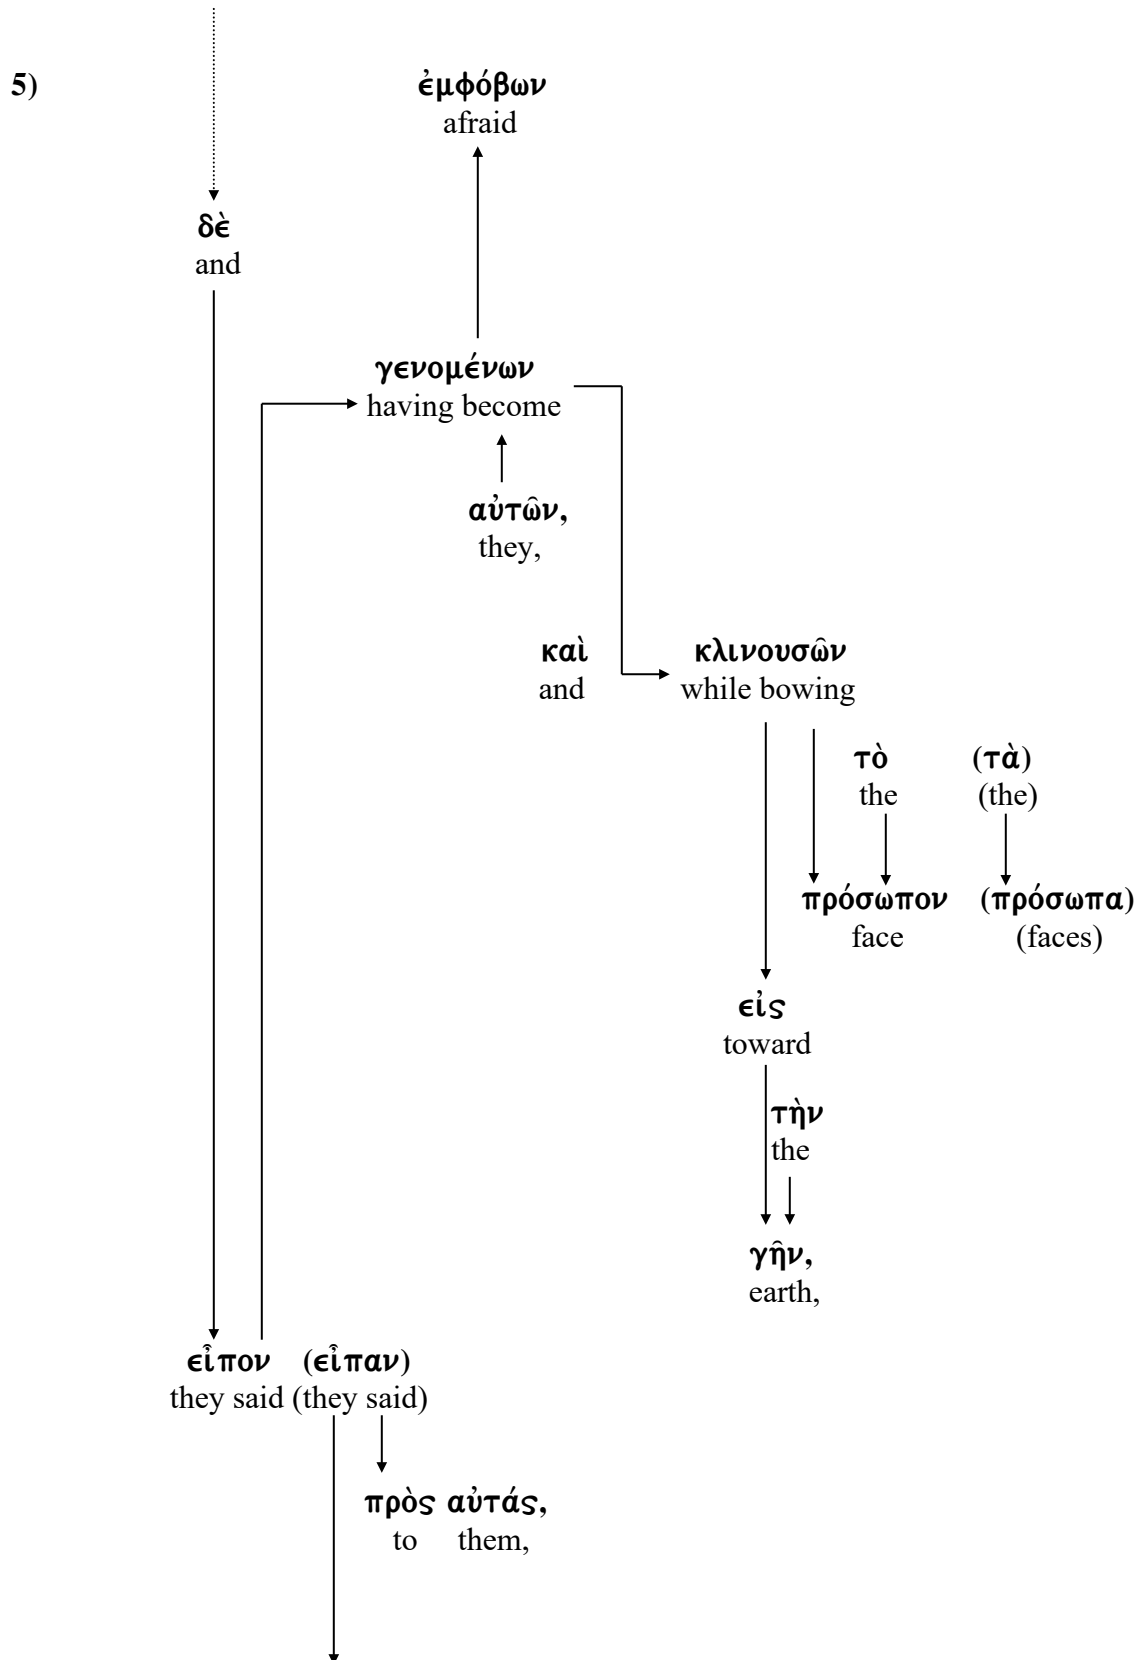 5)
ἐμφόβων
afraid
δὲ
and
γενομένων
having become
αὐτῶν,
they,
καὶ κλινουσῶν
and while bowing
τὸ (τὰ)
the (the)
πρόσωπον (πρόσωπα)
face (faces)
εἰς
toward
τὴν
the
γῆν,
earth,
εἶπον (εἶπαν)
they said (they said)
πρὸς αὐτάς,
to them,